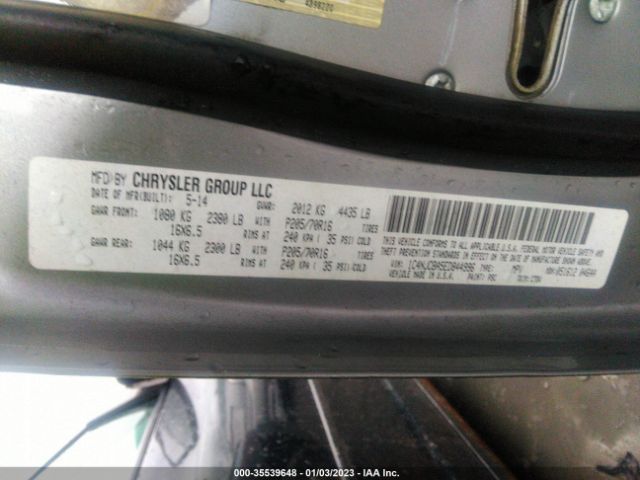 MFD BY CHRYSLER GROUP LLC
DATE OF MFR(BUILT): 5-14 GVWR: 2012 KG 4435 LB
GAWR FRONT: 1080 KG 2380 LB WITH P205/70R16 TIRES
16X6.5 RIMS AT 240 KPA ( 35 PSI) COLD
GAWR REAR: 1044 KG 2300 LB WITH P205/70R16 TIRES
16X6.5 RIMS AT 240 KPA ( 35 PSI) COLD
THIS VEHICLE CONFORMS TO ALL APPLICABLE U.S.A. FEDERAL MOTOR VEHICLE SAFETY AND
THEFT PREVENTION STANDARDS IN EFFECT ON THE DATE OF MANUFACTURE SHOWN ABOVE.
VIN: TYPE: MPV
VEHICLE MADE IN U.S.A. PAINT: PSC
000-35539648 - 01/03/2023 - IAA Inc.